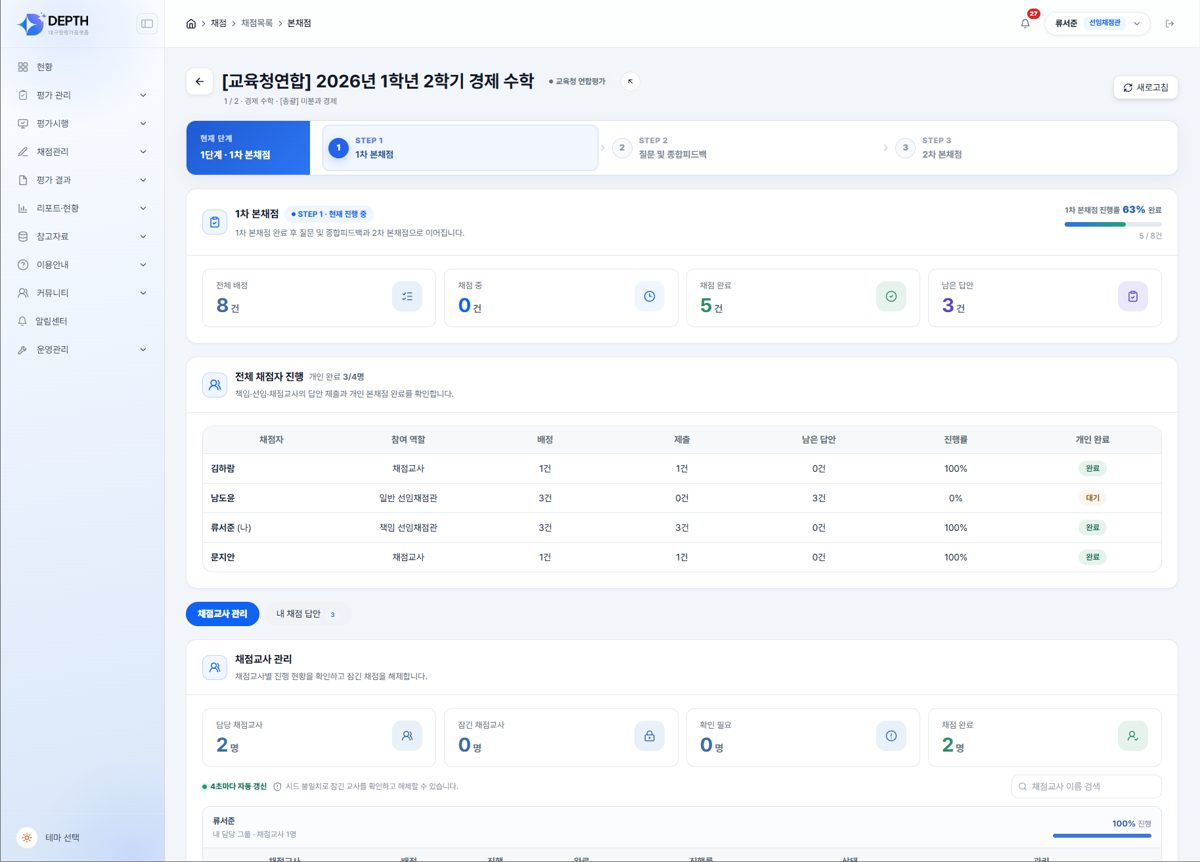 DEPTH
대구형평가플랫폼
현황
평가 관리
평가시행
채점관리
평가 결과
리포트·현황
참고자료
이용안내
커뮤니티
알림센터
운영관리
테마 선택
채점 > 채점목록 > 본채점
27
류서준 선임채점관
[교육청연합] 2026년 1학년 2학기 경제 수학
교육청 연합평가
1 / 2 · 경제 수학 · [총괄] 미분과 경제
새로고침
현재 단계
1단계 · 1차 본채점
1
STEP 1
1차 본채점
2
STEP 2
질문 및 종합피드백
3
STEP 3
2차 본채점
1차 본채점 STEP 1 · 현재 진행 중
1차 본채점 완료 후 질문 및 종합피드백과 2차 본채점으로 이어집니다.
1차 본채점 진행률 63% 완료
5 / 8건
전체 배정
8 건
채점 중
0 건
채점 완료
5 건
남은 답안
3 건
전체 채점자 진행 개인 완료 3/4명
책임·선임·채점교사의 답안 제출과 개인 본채점 완료를 확인합니다.
채점자 참여 역할 배정 제출 남은 답안 진행률 개인 완료
김하람 채점교사 1건 1건 0건 100% 완료
남도윤 일반 선임채점관 3건 0건 3건 0% 대기
류서준 (나) 책임 선임채점관 3건 3건 0건 100% 완료
문지안 채점교사 1건 1건 0건 100% 완료
채점교사 관리 내 채점 답안 3
채점교사 관리
채점교사별 진행 현황을 확인하고 잠긴 채점을 해제합니다.
담당 채점교사
2 명
잠긴 채점교사
0 명
확인 필요
0 명
채점 완료
2 명
4초마다 자동 갱신 시드 불일치로 잠긴 교사를 확인하고 해제할 수 있습니다.
채점교사 이름 검색
류서준
내 담당 그룹 · 채점교사 1명
100% 진행
채점교사 배정 진행 완료 진행률 상태 관리